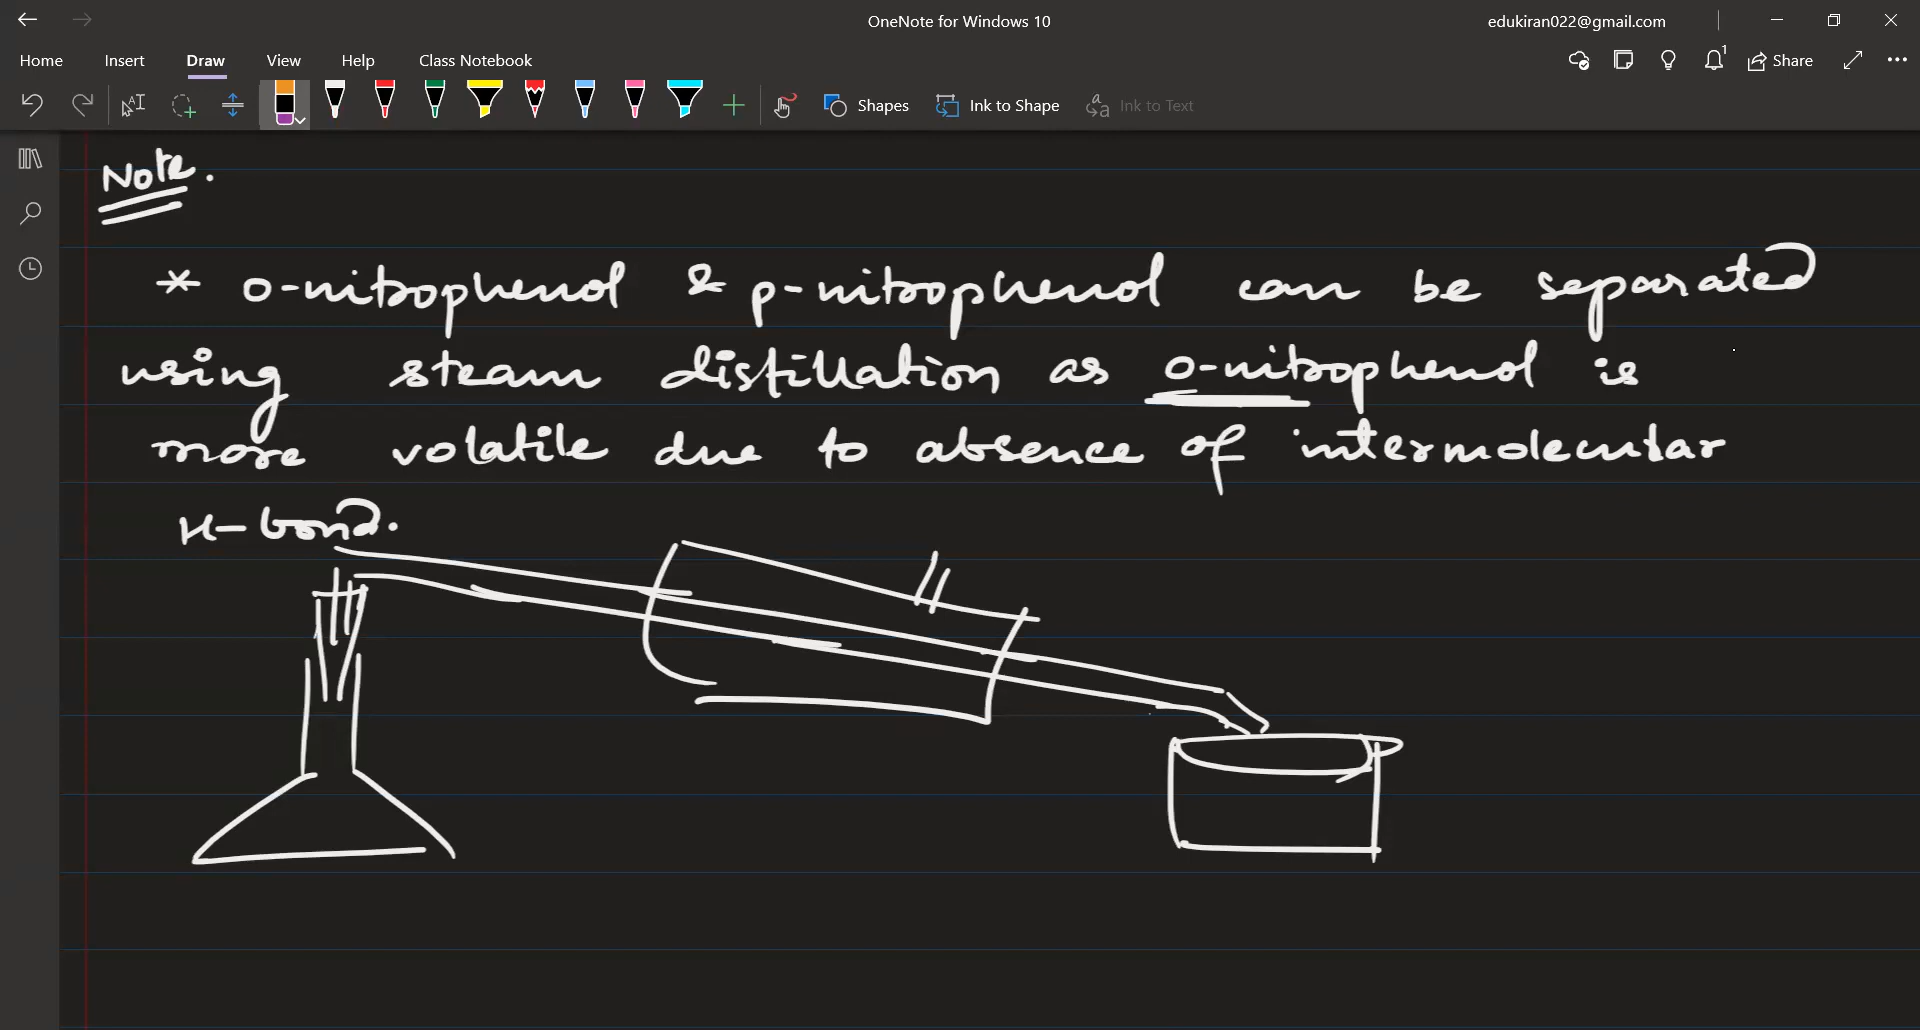 OneNote for Windows 10
edukiran022@gmail.com
Home Insert Draw View Help Class Notebook
1
Share
Shapes Ink to Shape Ink to Text
Note.
* o-nitrophenol & p-nitrophenol can be separated
using steam distillation as o-nitrophenol is
more volatile due to absence of intermolecular
H-bond.